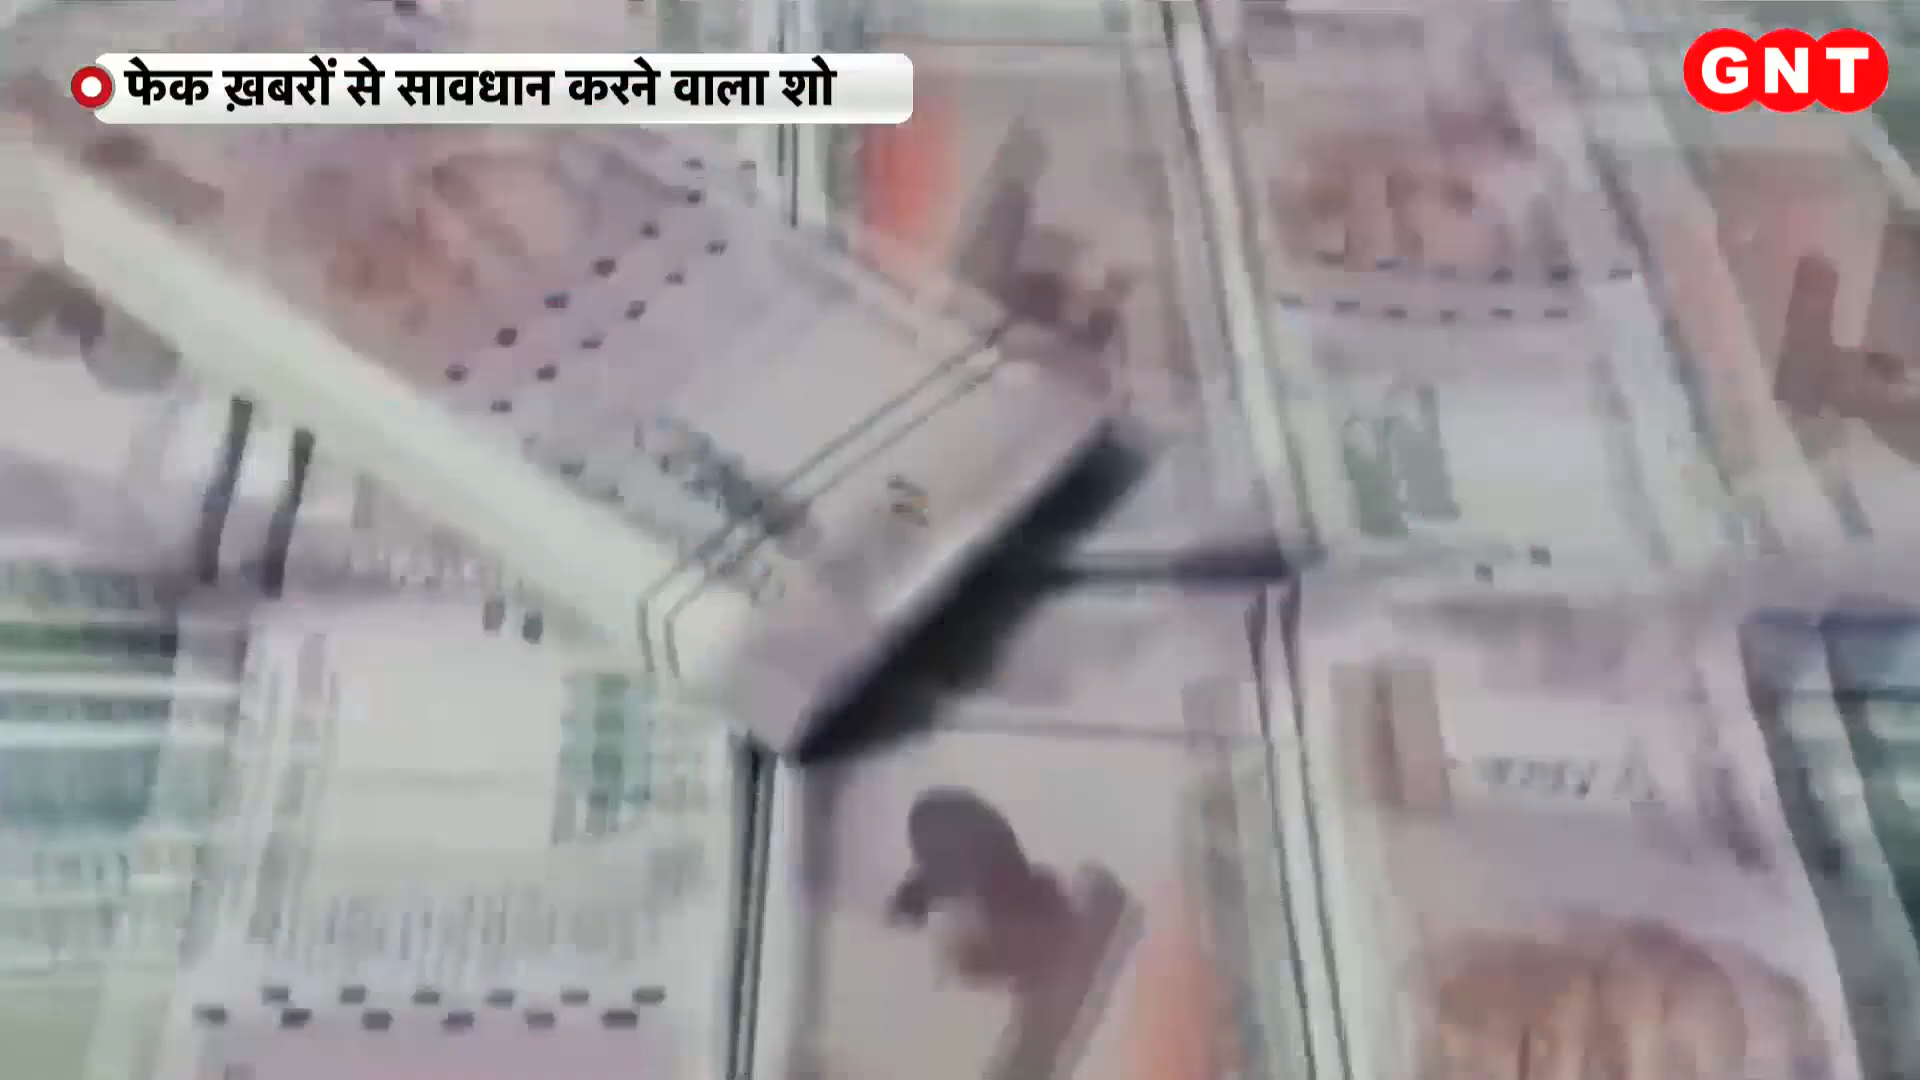 फेक ख़बरों से सावधान करने वाला शो
GNT